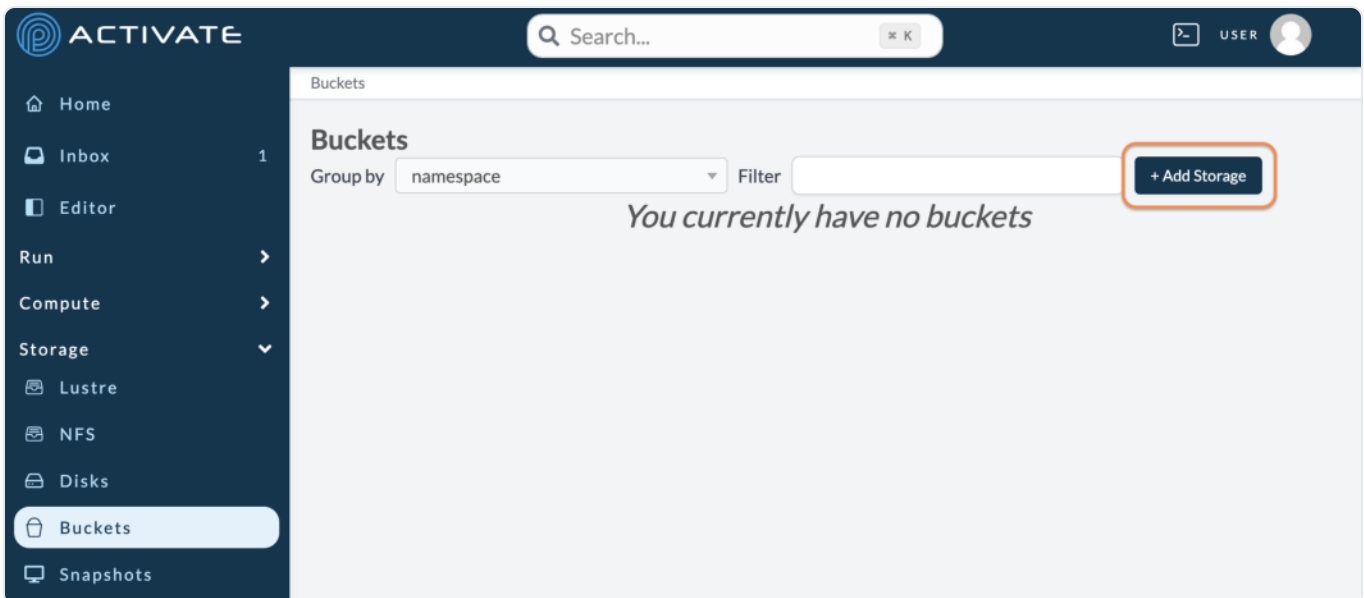 ACTIVATE
Search...
⌘ K
USER
Home
Inbox 1
Editor
Run
Compute
Storage
Lustre
NFS
Disks
Buckets
Snapshots
Buckets
Buckets
Group by namespace Filter + Add Storage
You currently have no buckets